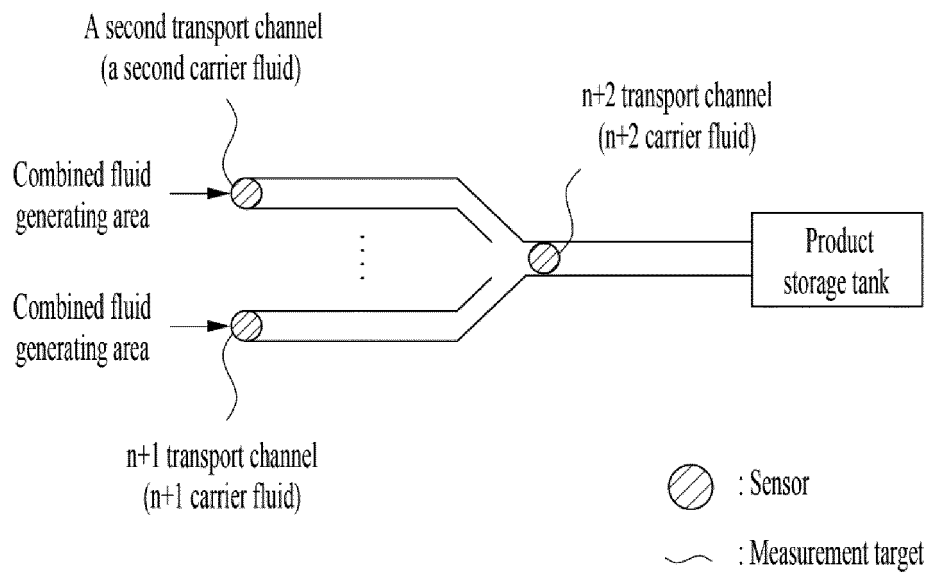 A second transport channel
(a second carrier fluid)
n+2 transport channel
(n+2 carrier fluid)
Combined fluid
generating area
Product
storage tank
Combined fluid
generating area
n+1 transport channel
(n+1 carrier fluid)
: Sensor
: Measurement target